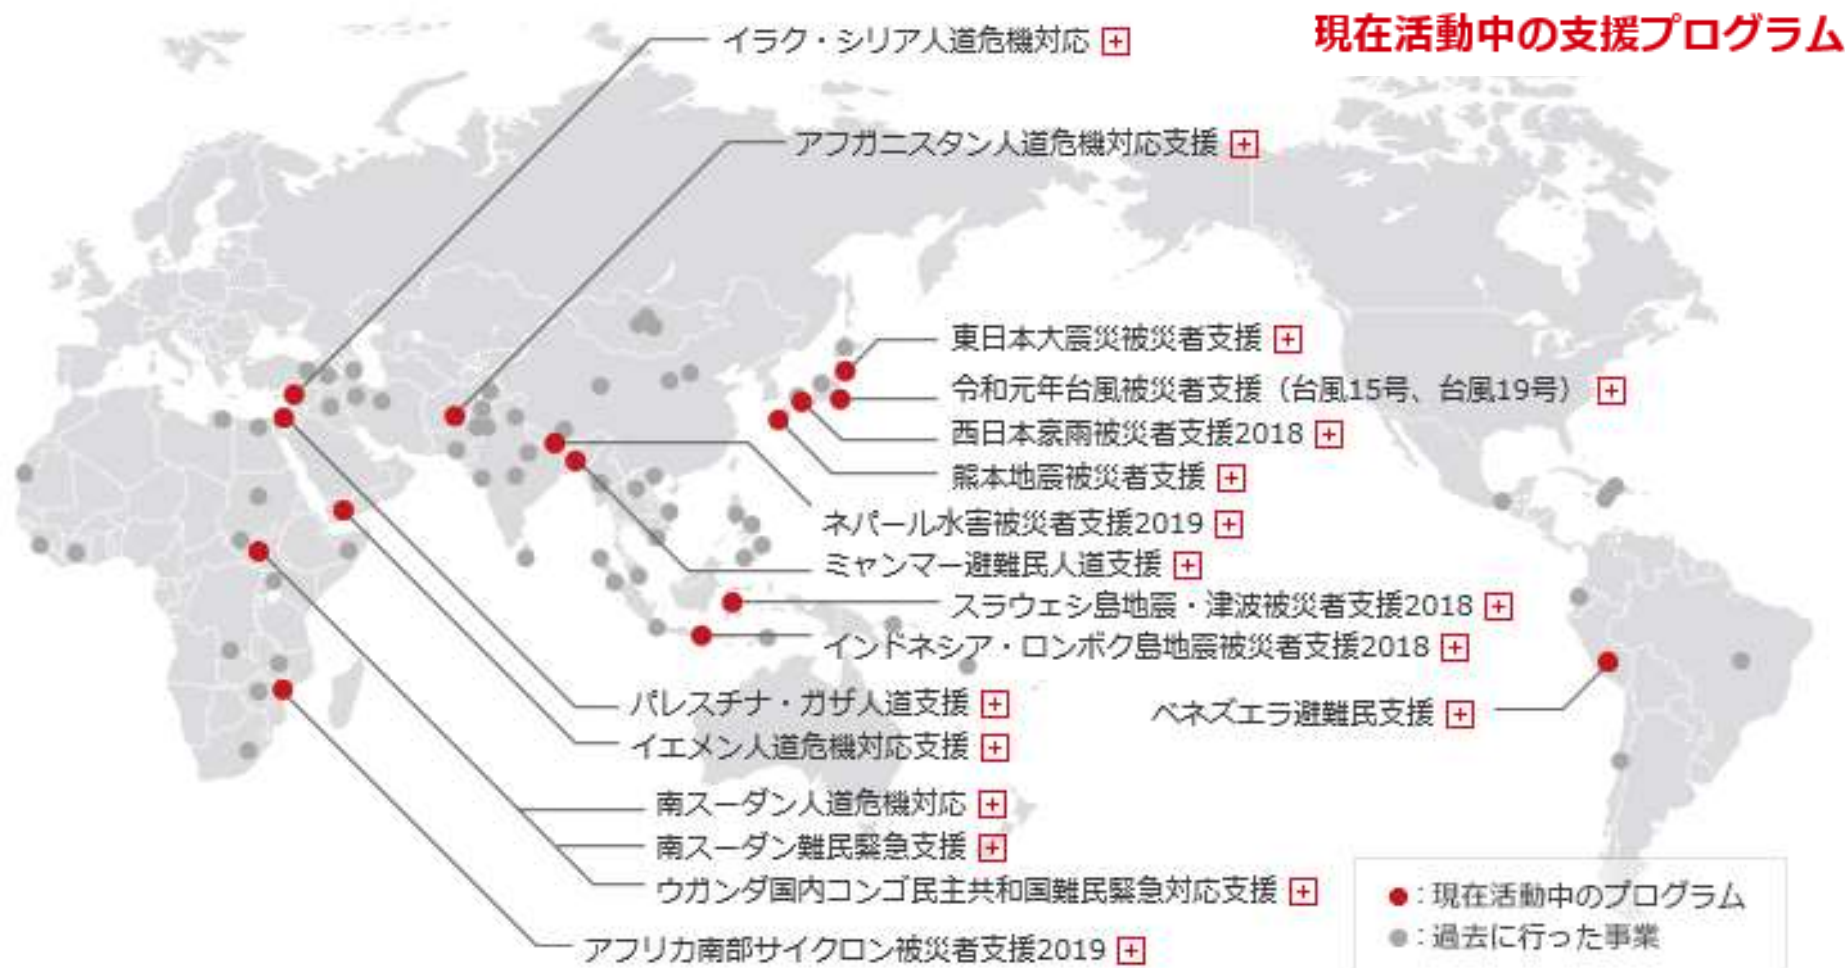 現在活動中の支援プログラム
イラク・シリア人道危機対応
アフガニスタン人道危機対応支援
東日本大震災被災者支援
令和元年台風被災者支援（台風15号、台風19号）
西日本豪雨被災者支援2018
熊本地震被災者支援
ネパール水害被災者支援2019
ミャンマー避難民人道支援
スラウェシ島地震・津波被災者支援2018
インドネシア・ロンボク島地震被災者支援2018
パレスチナ・ガザ人道支援
ベネズエラ避難民支援
イエメン人道危機対応支援
南スーダン人道危機対応
南スーダン難民緊急支援
ウガンダ国内コンゴ民主共和国難民緊急対応支援
アフリカ南部サイクロン被災者支援2019
●：現在活動中のプログラム
●：過去に行った事業